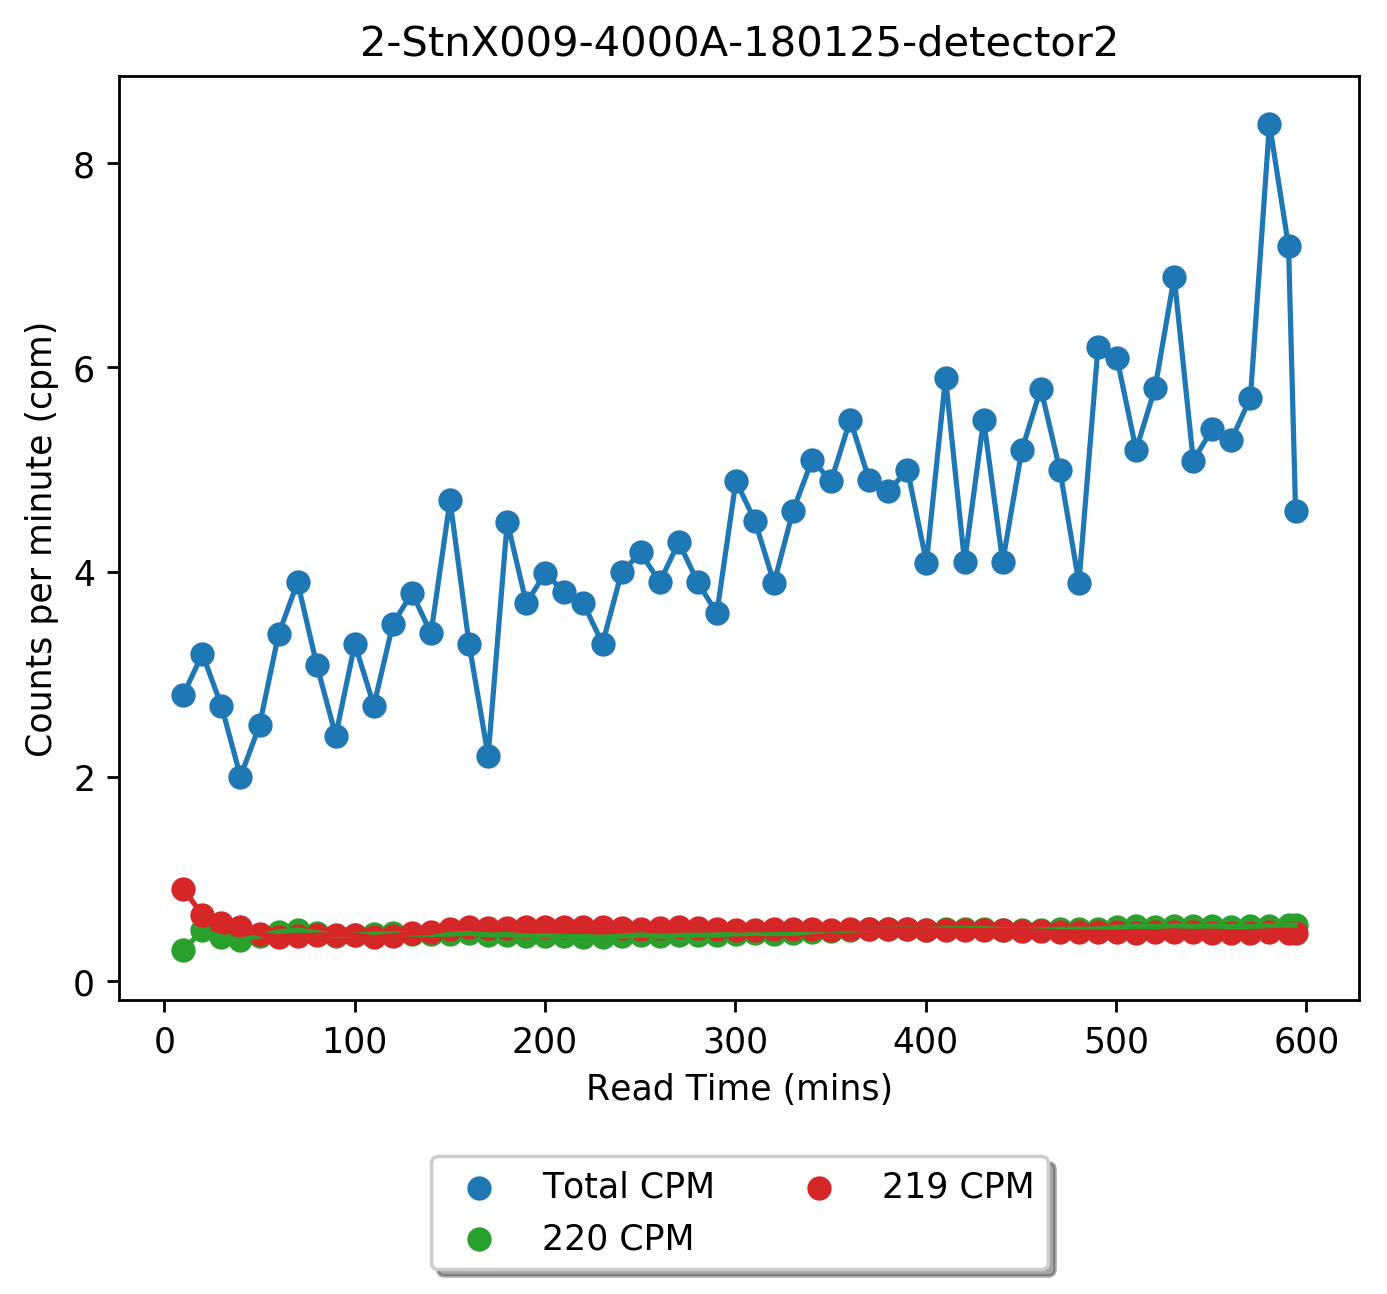 2-StnX009-4000A-180125-detector2
Counts per minute (cpm)
8
6
4
2
0
0 100 200 300 400 500 600
Read Time (mins)
Total CPM 219 CPM
220 CPM